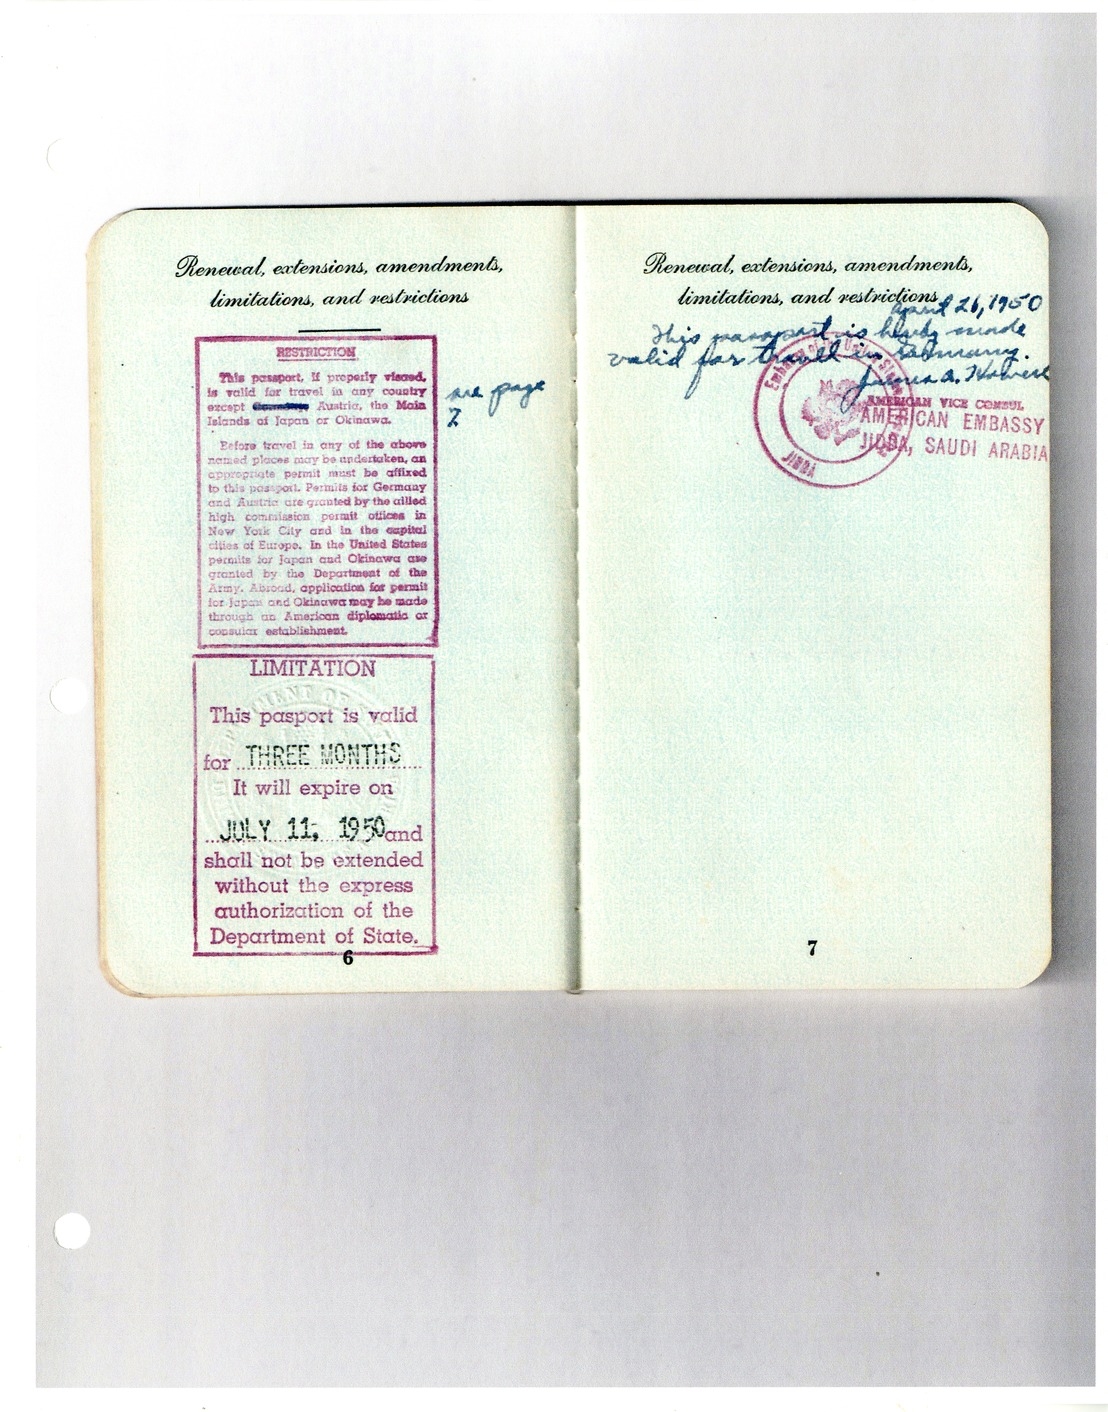 Renewal, extensions, amendments,
limitations, and restrictions
RESTRICTION
This passport, if properly visaed,
is valid for travel in any country
except Austria, the Main
Islands of Japan or Okinawa.
see page
7
Before travel in any of the above
named places may be undertaken, an
appropriate permit must be affixed
to this passport. Permits for Germany
and Austria are granted by the allied
high commission permit offices in
New York City and in the capital
cities of Europe. In the United States
permits for Japan and Okinawa are
granted by the Department of the
Army. Abroad, application for permit
for Japan and Okinawa may be made
through an American diplomatic or
consular establishment.
LIMITATION
This pasport is valid
for THREE MONTHS
It will expire on
JULY 11, 1950 and
shall not be extended
without the express
authorization of the
Department of State.
6
Renewal, extensions, amendments,
limitations, and restrictions
April 26, 1950
This passport is hereby made
valid for travel in Germany.
James A. Howell
Embassy of the United States
JIDDA
AMERICAN VICE CONSUL
AMERICAN EMBASSY
JIDDA, SAUDI ARABIA
7